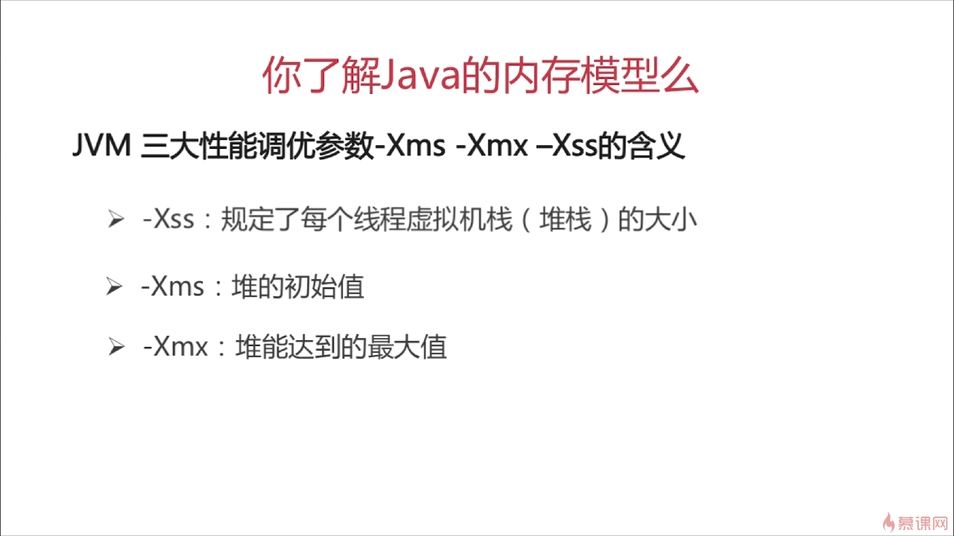 你了解Java的内存模型么
JVM 三大性能调优参数-Xms -Xmx –Xss的含义
➢ -Xss：规定了每个线程虚拟机栈（堆栈）的大小
➢ -Xms：堆的初始值
➢ -Xmx：堆能达到的最大值
慕课网